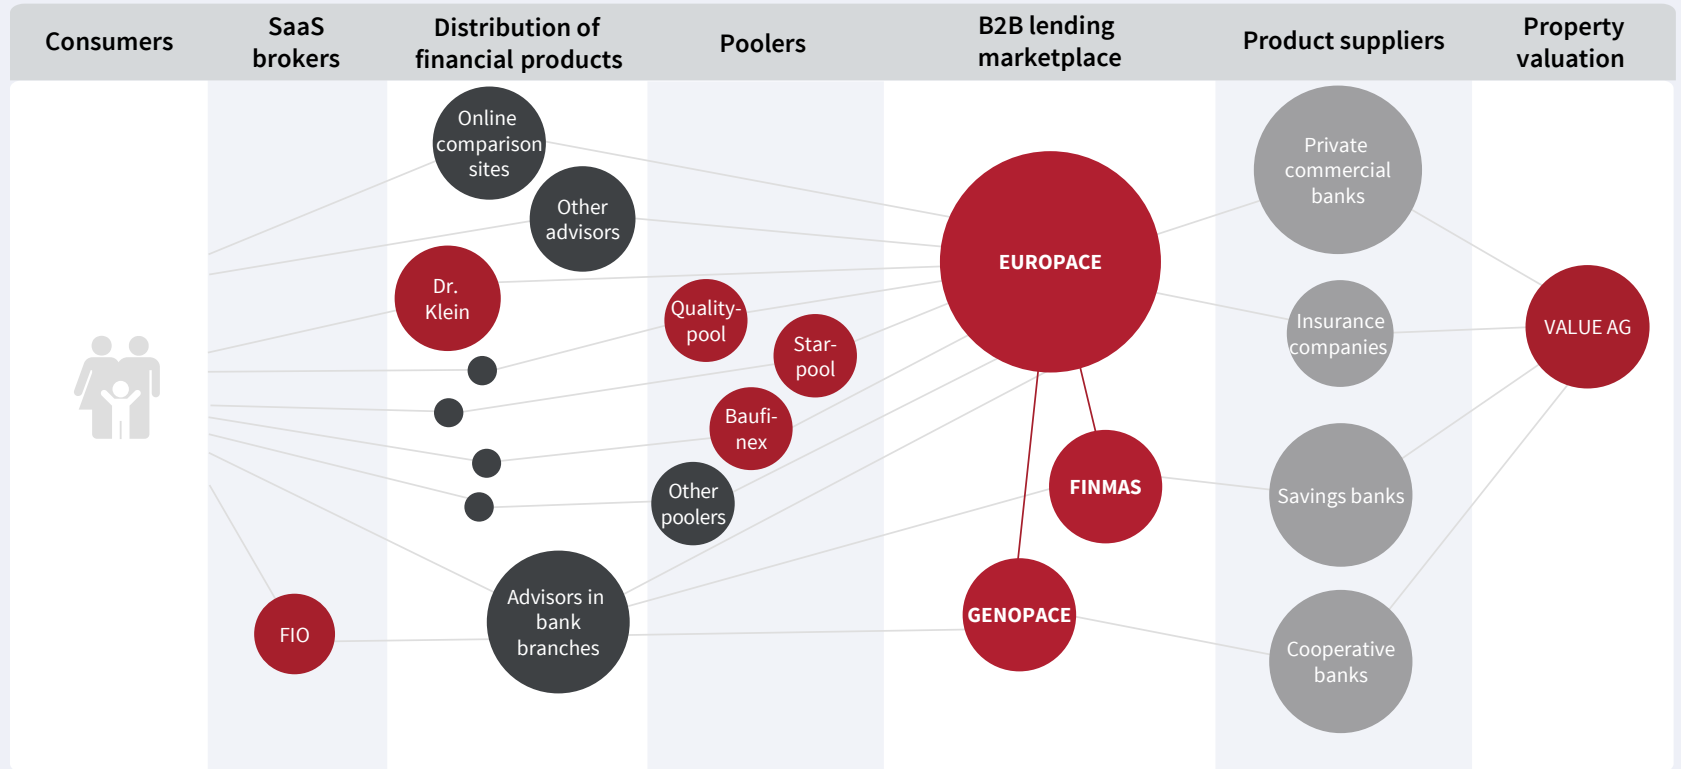 Consumers
SaaS
brokers
Distribution of
financial products
Poolers
B2B lending
marketplace
Product suppliers
Property
valuation
Online
comparison
sites
Other
advisors
Dr.
Klein
Quality-
pool
Star-
pool
Baufi-
nex
Other
poolers
Advisors in
bank
branches
FIO
EUROPACE
FINMAS
GENOPACE
Private
commercial
banks
Insurance
companies
Savings banks
Cooperative
banks
VALUE AG